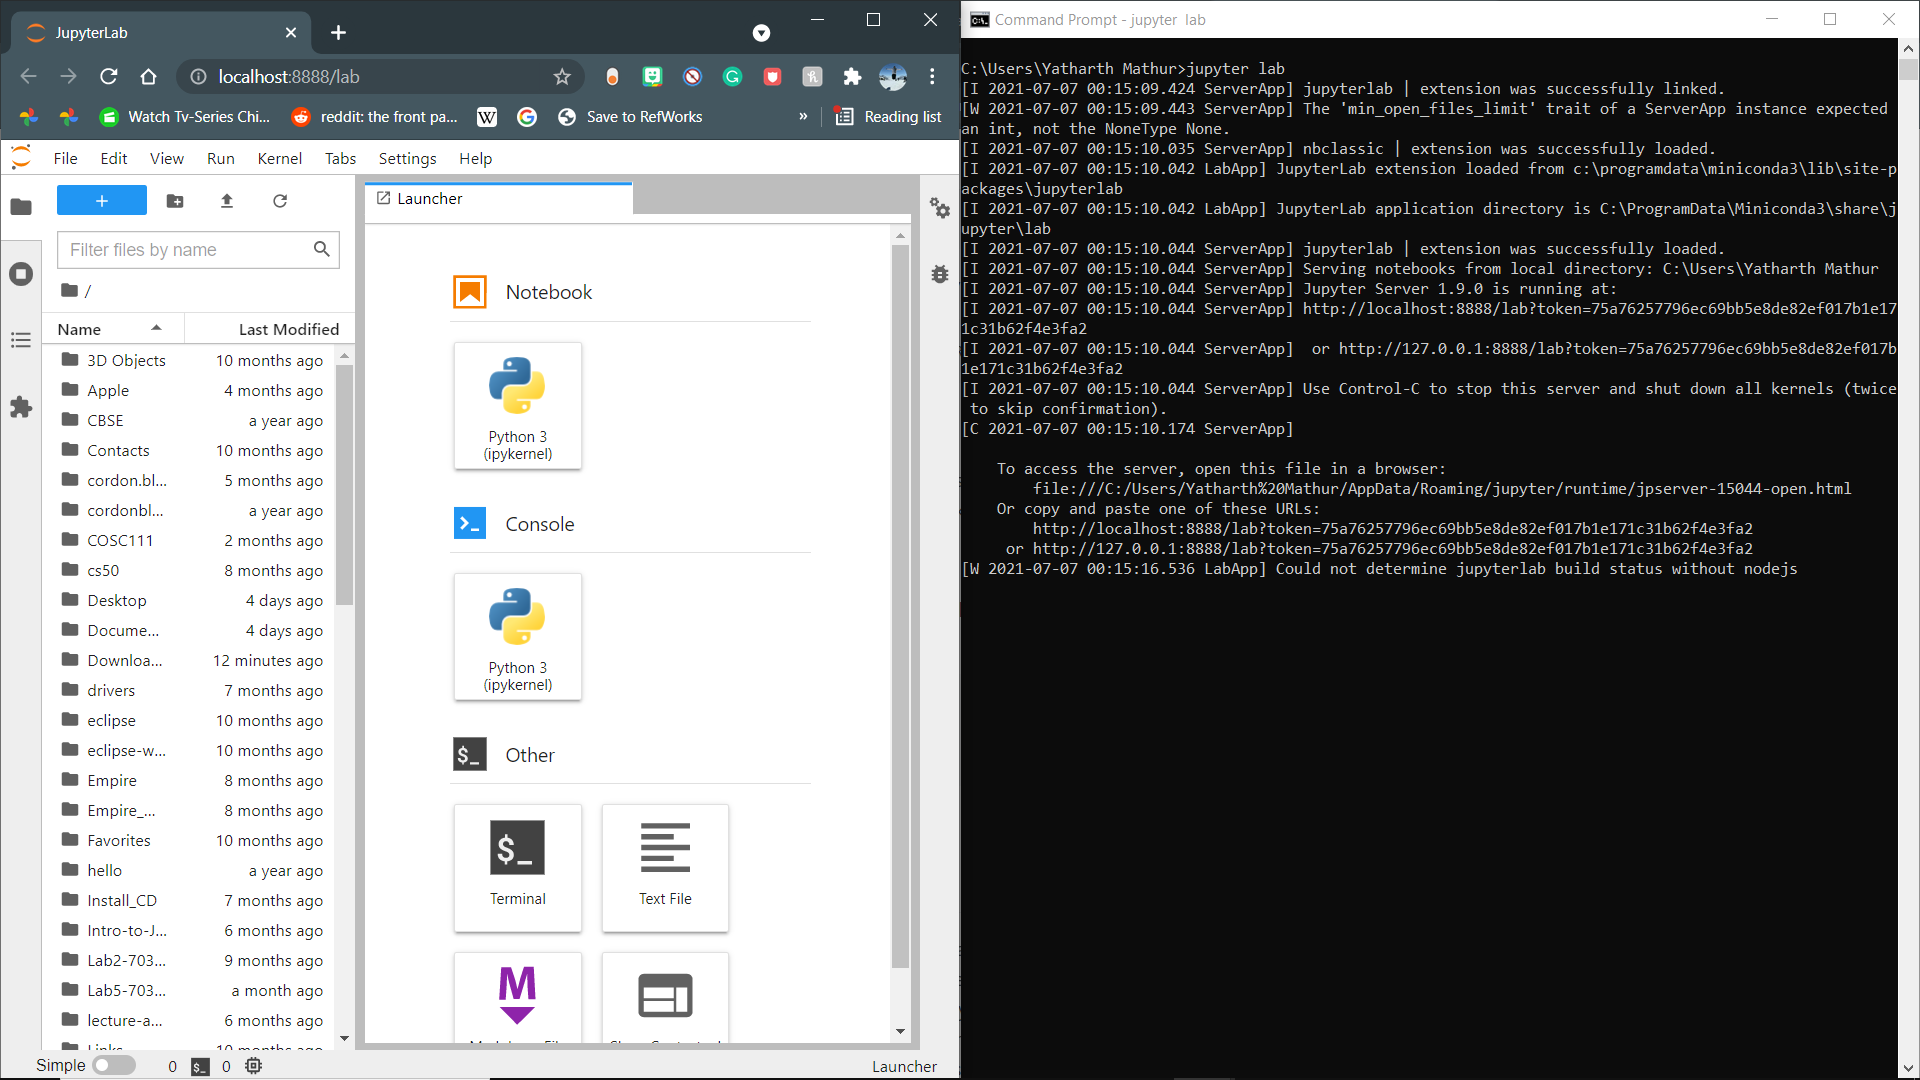 JupyterLab
localhost:8888/lab
Watch Tv-Series Chi...
reddit: the front pa...
W
G
Save to RefWorks
»
Reading list
File
Edit
View
Run
Kernel
Tabs
Settings
Help
Launcher
Filter files by name
/
Name
Last Modified
3D Objects 10 months ago
Apple 4 months ago
CBSE a year ago
Contacts 10 months ago
cordon.bl... 5 months ago
cordonbl... a year ago
COSC111 2 months ago
cs50 8 months ago
Desktop 4 days ago
Docume... 4 days ago
Downloa... 12 minutes ago
drivers 7 months ago
eclipse 10 months ago
eclipse-w... 10 months ago
Empire 8 months ago
Empire_... 8 months ago
Favorites 10 months ago
hello a year ago
Install_CD 7 months ago
Intro-to-J... 6 months ago
Lab2-703... 9 months ago
Lab5-703... a month ago
lecture-a... 6 months ago
Notebook
Python 3
(ipykernel)
Console
Python 3
(ipykernel)
$_ Other
$_
Terminal
Text File
M
Simple
0
$_
0
Launcher
Command Prompt - jupyter lab
C:\Users\Yatharth Mathur>jupyter lab
[I 2021-07-07 00:15:09.424 ServerApp] jupyterlab | extension was successfully linked.
[W 2021-07-07 00:15:09.443 ServerApp] The 'min_open_files_limit' trait of a ServerApp instance expected
an int, not the NoneType None.
[I 2021-07-07 00:15:10.035 ServerApp] nbclassic | extension was successfully loaded.
[I 2021-07-07 00:15:10.042 LabApp] JupyterLab extension loaded from c:\programdata\miniconda3\lib\site-p
ackages\jupyterlab
[I 2021-07-07 00:15:10.042 LabApp] JupyterLab application directory is C:\ProgramData\Miniconda3\share\j
upyter\lab
[I 2021-07-07 00:15:10.044 ServerApp] jupyterlab | extension was successfully loaded.
[I 2021-07-07 00:15:10.044 ServerApp] Serving notebooks from local directory: C:\Users\Yatharth Mathur
[I 2021-07-07 00:15:10.044 ServerApp] Jupyter Server 1.9.0 is running at:
[I 2021-07-07 00:15:10.044 ServerApp] http://localhost:8888/lab?token=75a76257796ec69bb5e8de82ef017b1e17
1c31b62f4e3fa2
[I 2021-07-07 00:15:10.044 ServerApp]  or http://127.0.0.1:8888/lab?token=75a76257796ec69bb5e8de82ef017b
1e171c31b62f4e3fa2
[I 2021-07-07 00:15:10.044 ServerApp] Use Control-C to stop this server and shut down all kernels (twice
to skip confirmation).
[C 2021-07-07 00:15:10.174 ServerApp]
To access the server, open this file in a browser:
file:///C:/Users/Yatharth%20Mathur/AppData/Roaming/jupyter/runtime/jpserver-15044-open.html
Or copy and paste one of these URLs:
http://localhost:8888/lab?token=75a76257796ec69bb5e8de82ef017b1e171c31b62f4e3fa2
or http://127.0.0.1:8888/lab?token=75a76257796ec69bb5e8de82ef017b1e171c31b62f4e3fa2
[W 2021-07-07 00:15:16.536 LabApp] Could not determine jupyterlab build status without nodejs